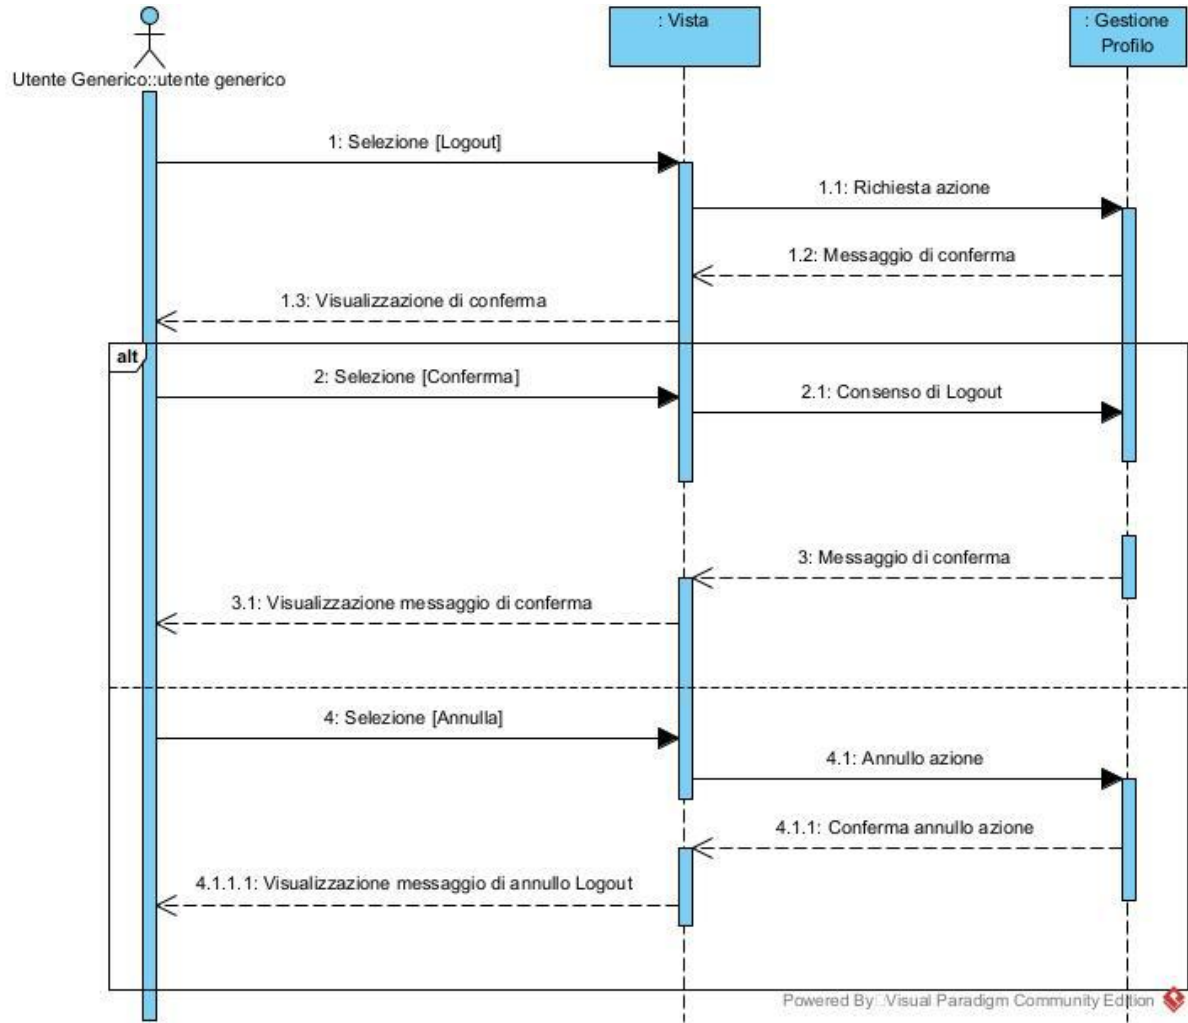 : Vista
: Gestione
Profilo
Utente Generico::utente generico
1: Selezione [Logout]
1.1: Richiesta azione
1.2: Messaggio di conferma
1.3: Visualizzazione di conferma
alt
2: Selezione [Conferrma]
2.1: Consenso di Logout
3: Messaggio di conferma
3.1: Visualizzazione messaggio di conferma
4: Selezione [Annulla]
4.1: Annullo azione
4.1.1: Conferma annullo azione
4.1.1.1: Visualizzazione messaggio di annullo Logout
Powered By Visual Paradigm Community Edition